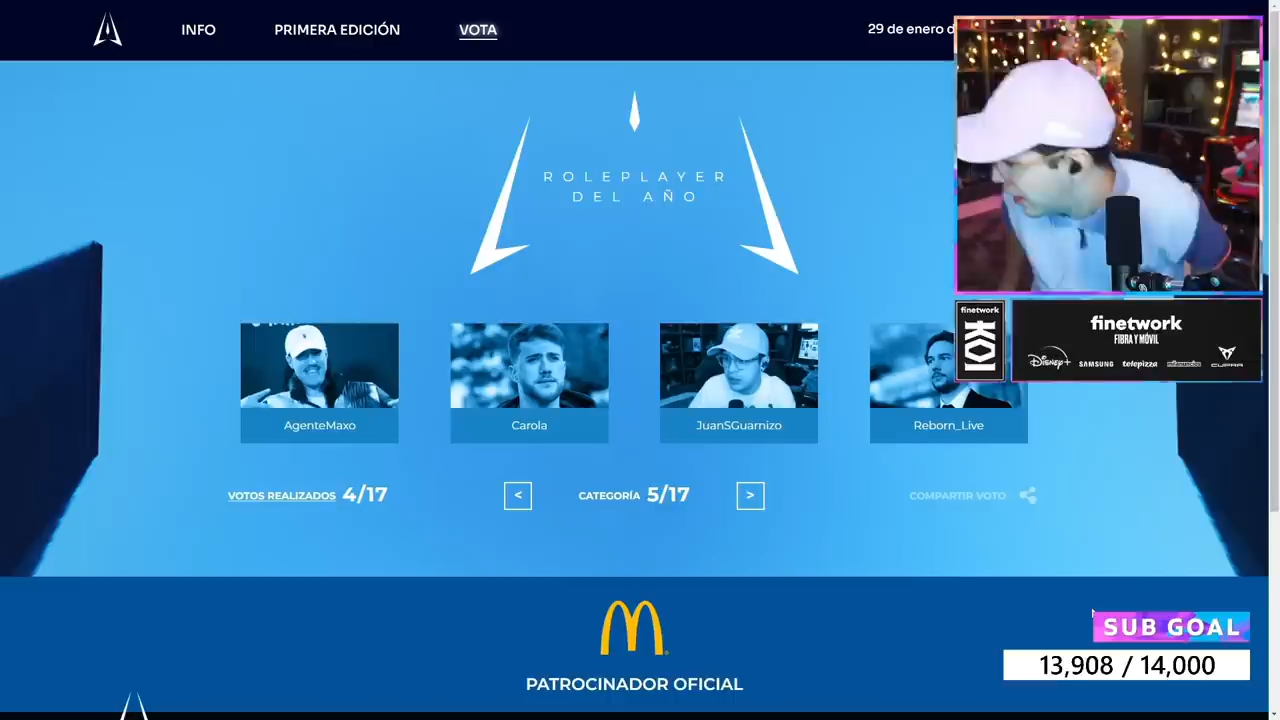 INFO
PRIMERA EDICIÓN
VOTA
29 de enero d
ROLEPLAYER
DEL AÑO
AgenteMaxo
Carola
JuanSGuarnizo
Reborn_Live
VOTOS REALIZADOS 4/17
<
CATEGORÍA 5/17
>
COMPARTIR VOTO
finetwork
KOI
finetwork
FIBRA Y MÓVIL
Disney+
SAMSUNG
telepizza
CUPRA
PATROCINADOR OFICIAL
SUB GOAL
13,908 / 14,000